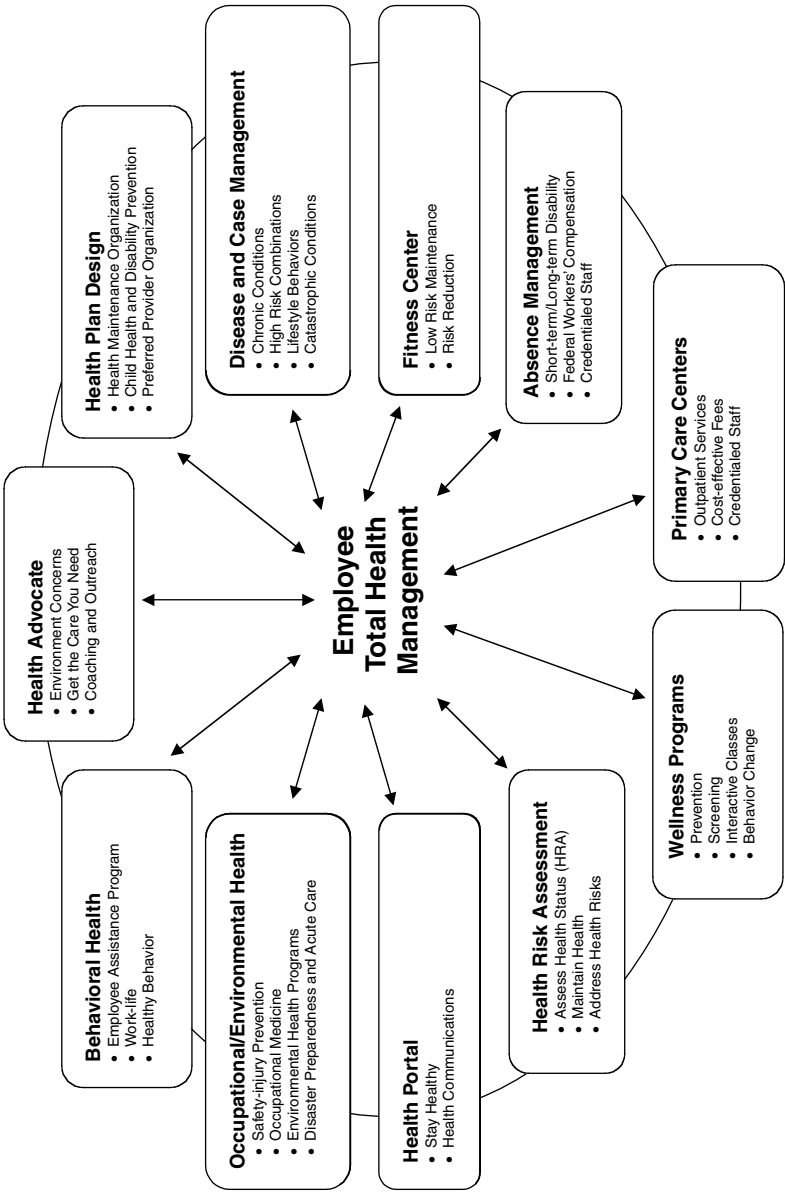 Health Advocate
• Environment Concerns
• Get the Care You Need
• Coaching and Outreach
Health Plan Design
• Health Maintenance Organization
• Child Health and Disability Prevention
• Preferred Provider Organization
Disease and Case Management
• Chronic Conditions
• High Risk Combinations
• Lifestyle Behaviors
• Catastrophic Conditions
Fitness Center
• Low Risk Maintenance
• Risk Reduction
Absence Management
• Short-term/Long-term Disability
• Federal Workers' Compensation
• Credentialed Staff
Primary Care Centers
• Outpatient Services
• Cost-effective Fees
• Credentialed Staff
Wellness Programs
• Prevention
• Screening
• Interactive Classes
• Behavior Change
Health Risk Assessment
• Assess Health Status (HRA)
• Maintain Health
• Address Health Risks
Health Portal
• Stay Healthy
• Health Communications
Occupational/Environmental Health
• Safety-injury Prevention
• Occupational Medicine
• Environmental Health Programs
• Disaster Preparedness and Acute Care
Behavioral Health
• Employee Assistance Program
• Work-life
• Healthy Behavior
Employee
Total Health
Management